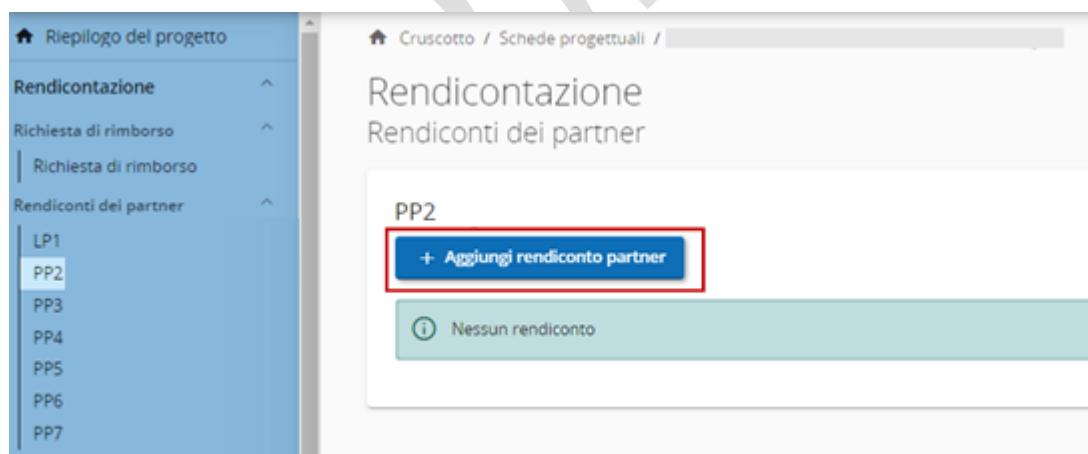 Riepilogo del progetto
Rendicontazione
Richiesta di rimborso
Richiesta di rimborso
Rendiconti dei partner
LP1
PP2
PP3
PP4
PP5
PP6
PP7
Cruscotto / Schede progettuali /
Rendicontazione
Rendiconti dei partner
PP2
+ Aggiungi rendiconto partner
Nessun rendiconto